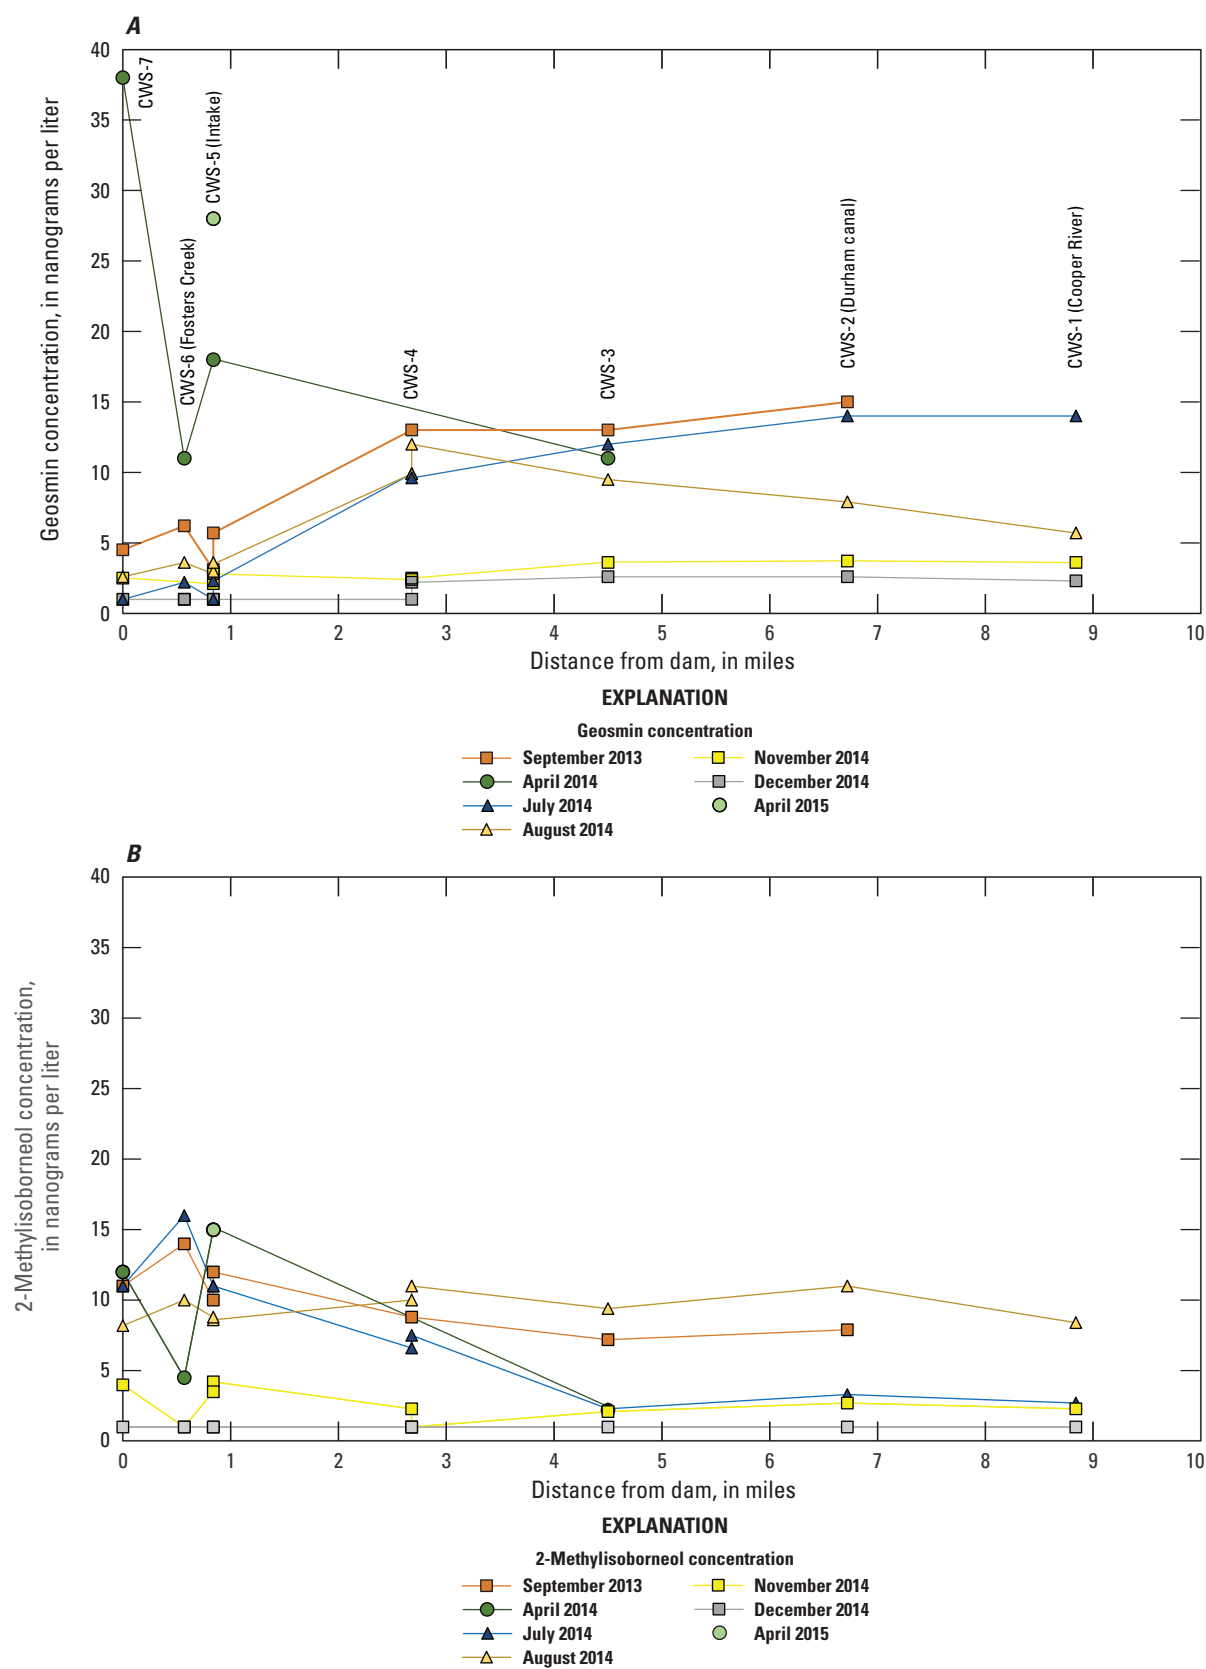 A
40
35
30
25
20
15
10
5
0
Geosmin concentration, in nanograms per liter
CWS-7
CWS-6 (Fosters Creek)
CWS-5 (Intake)
CWS-4
CWS-3
CWS-2 (Durham canal)
CWS-1 (Cooper River)
0 1 2 3 4 5 6 7 8 9 10
Distance from dam, in miles
EXPLANATION
Geosmin concentration
September 2013
April 2014
July 2014
August 2014
November 2014
December 2014
April 2015
B
40
35
30
25
20
15
10
5
0
2-Methylisoborneol concentration,
in nanograms per liter
0 1 2 3 4 5 6 7 8 9 10
Distance from dam, in miles
EXPLANATION
2-Methylisoborneol concentration
September 2013
April 2014
July 2014
August 2014
November 2014
December 2014
April 2015